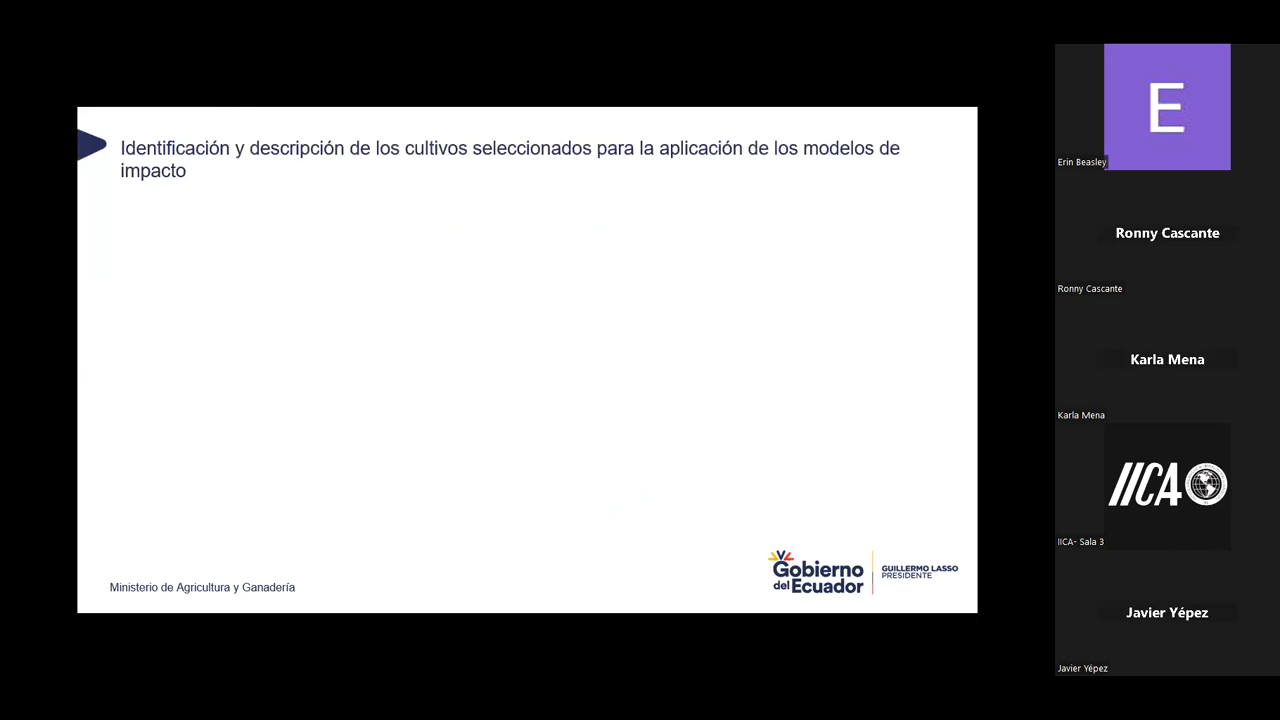 Identificación y descripción de los cultivos seleccionados para la aplicación de los modelos de
impacto
Ministerio de Agricultura y Ganadería
Gobierno
del Ecuador
GUILLERMO LASSO
PRESIDENTE
E
Erin Beasley
Ronny Cascante
Ronny Cascante
Karla Mena
Karla Mena
IICA
IICA- Sala 3
Javier Yépez
Javier Yépez